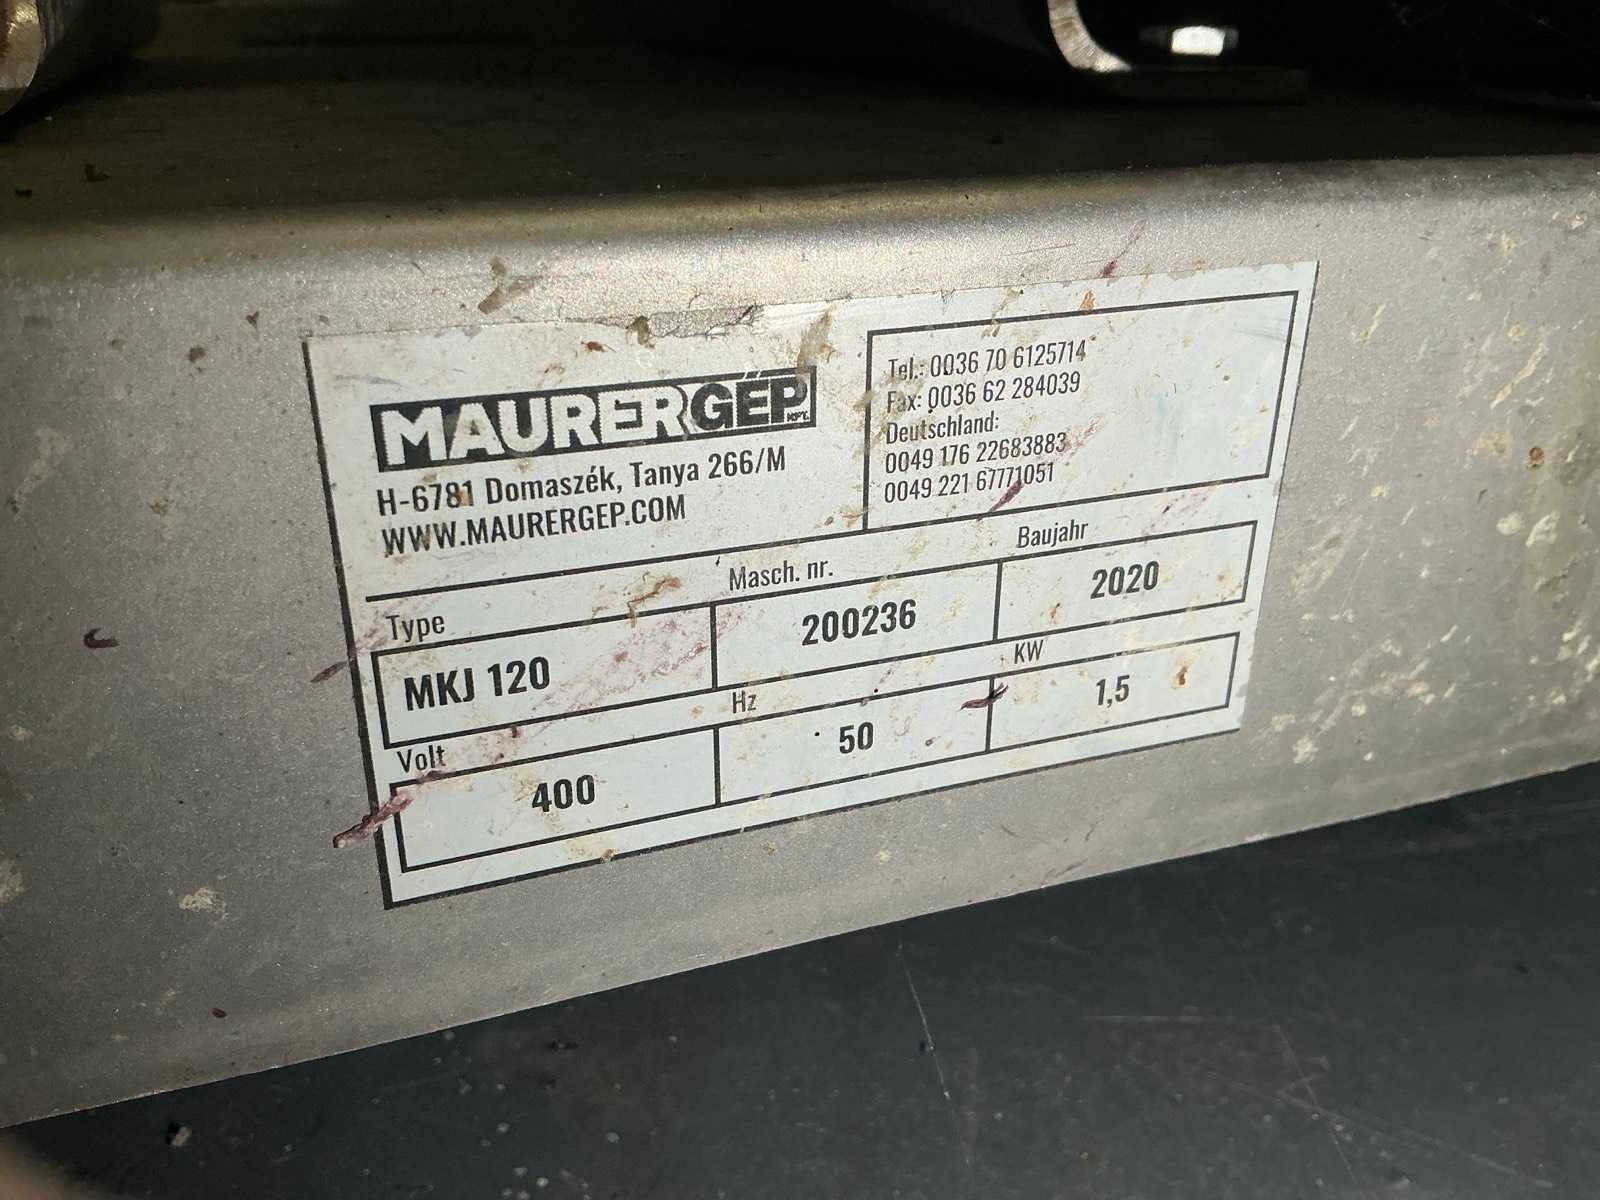 MAURERGÉP KFT.
H-6781 Domaszék, Tanya 266/M
WWW.MAURERGEP.COM
Tel.: 0036 70 6125714
Fax: 0036 62 284039
Deutschland:
0049 176 22683883
0049 221 67771051
Type
Masch. nr.
Baujahr
MKJ 120
200236
2020
Volt
Hz
KW
400
50
1,5